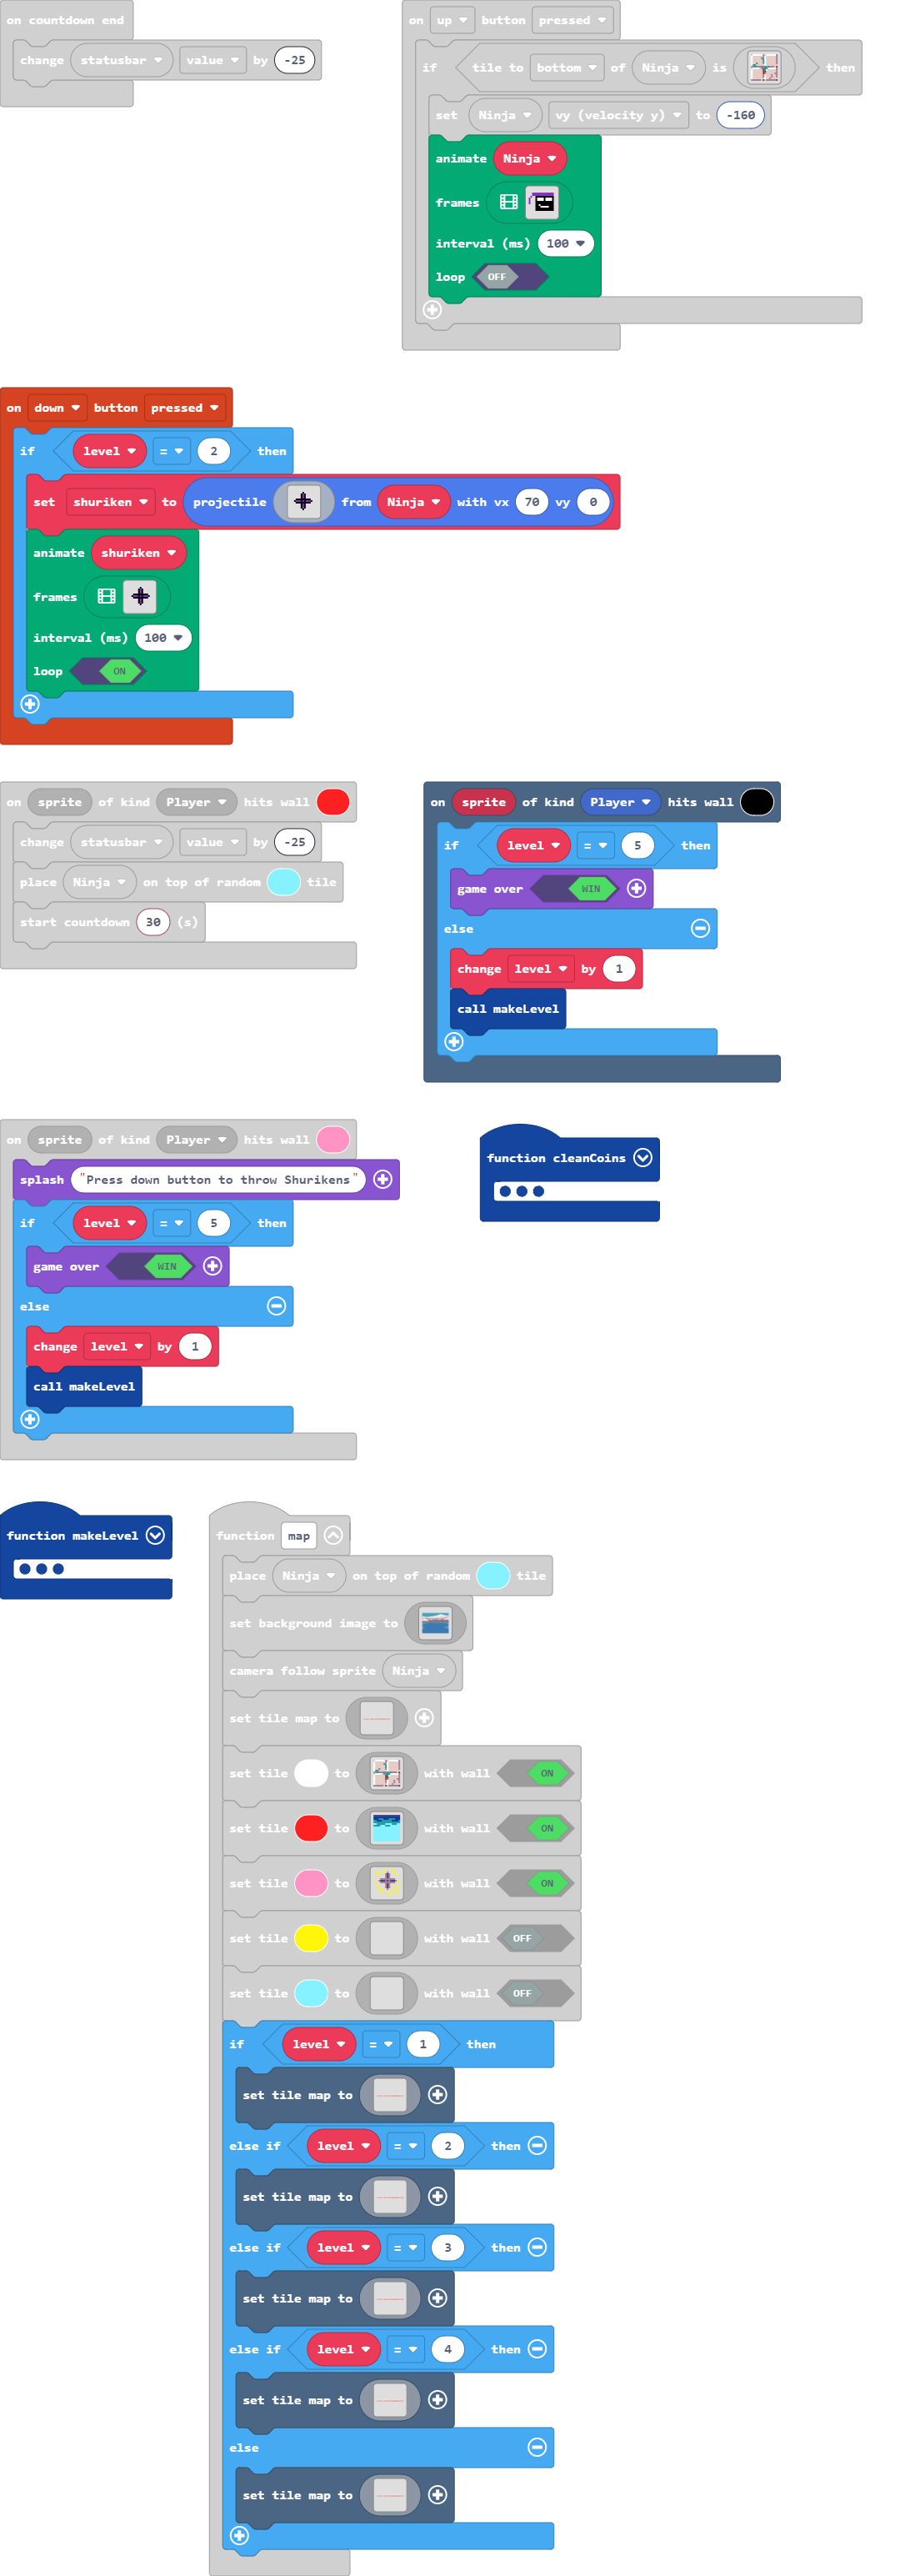 on countdown end
change statusbar value by -25
on up button pressed
if tile to bottom of Ninja is then
set Ninja vy (velocity y) to -160
animate Ninja
frames
interval (ms) 100
loop OFF
on down button pressed
if level = 2 then
set shuriken to projectile from Ninja with vx 70 vy 0
animate shuriken
frames
interval (ms) 100
loop ON
on sprite of kind Player hits wall
change statusbar value by -25
place Ninja on top of random tile
start countdown 30 (s)
on sprite of kind Player hits wall
if level = 5 then
game over WIN
else
change level by 1
call makeLevel
on sprite of kind Player hits wall
splash "Press down button to throw Shurikens"
if level = 5 then
game over WIN
else
change level by 1
call makeLevel
function cleanCoins
function makeLevel
function map
place Ninja on top of random tile
set background image to
camera follow sprite Ninja
set tile map to
set tile to with wall ON
set tile to with wall ON
set tile to with wall ON
set tile to with wall OFF
set tile to with wall OFF
if level = 1 then
set tile map to
else if level = 2 then
set tile map to
else if level = 3 then
set tile map to
else if level = 4 then
set tile map to
else
set tile map to